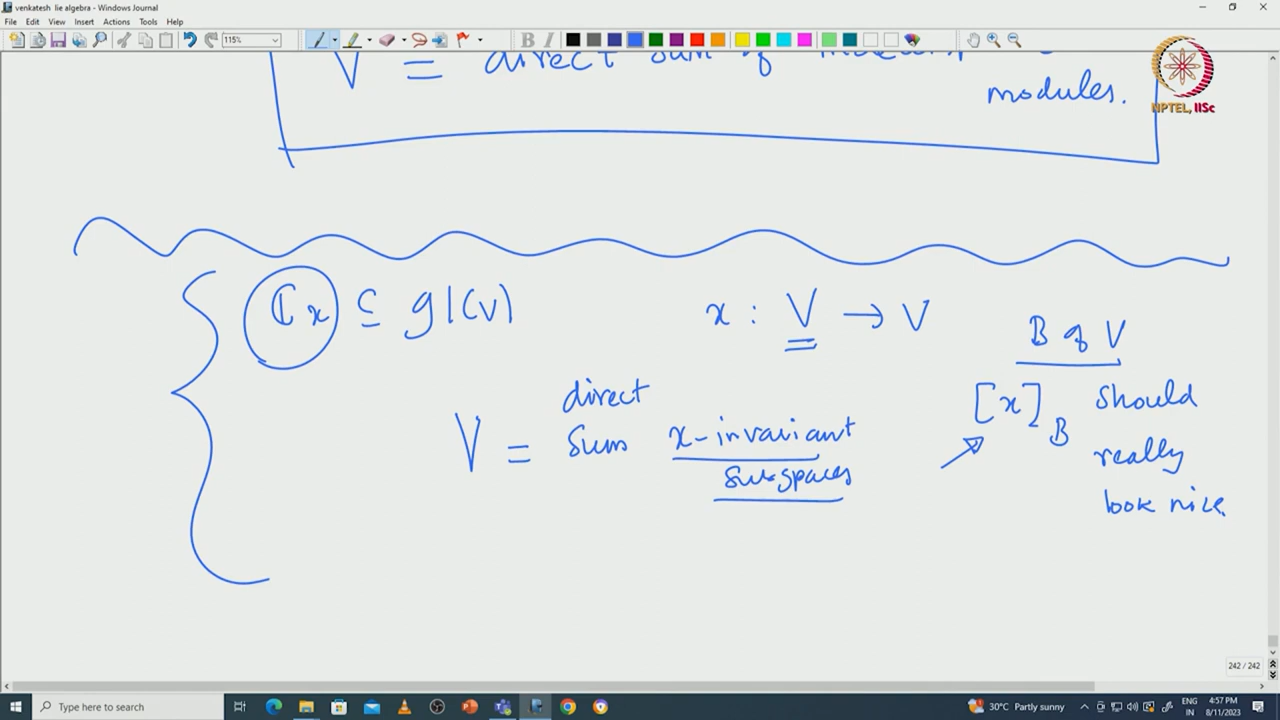 venkatesh lie algebra - Windows Journal
File Edit View Insert Actions Tools Help
115%
B I
V = direct sum of
modules.
NPTEL, IISc
ℂx ⊆ gl(V) x : V → V
B of V
V = direct sum x-invariant subspaces
[x]_B should
really
look nice.
242 / 242
Type here to search
30°C Partly sunny
ENG
IN
4:57 PM
8/11/2023